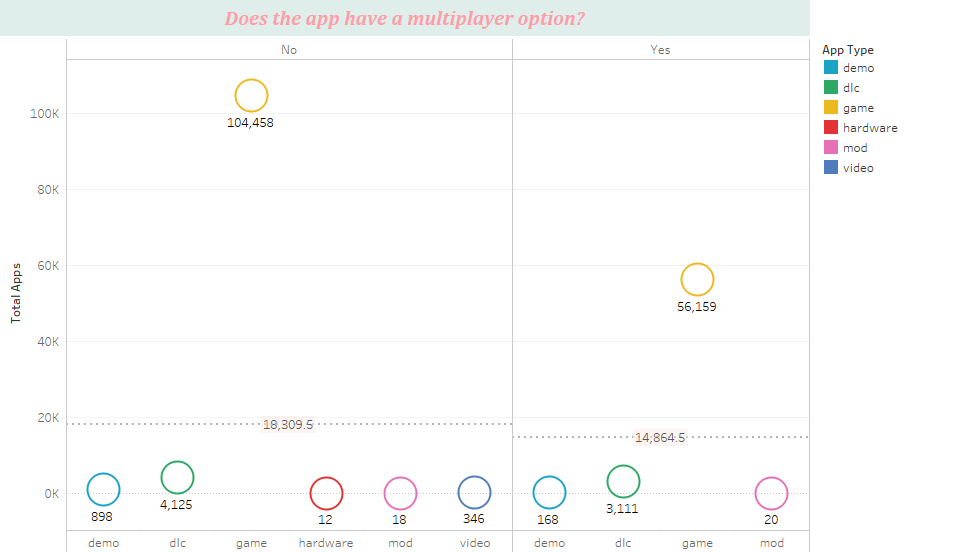 Does the app have a multiplayer option?
No
Yes
App Type
demo
dlc
game
hardware
mod
video
Total Apps
100K
80K
60K
40K
20K
0K
104,458
56,159
18,309.5
14,864.5
898
4,125
12
18
346
168
3,111
20
demo
dlc
game
hardware
mod
video
demo
dlc
game
mod